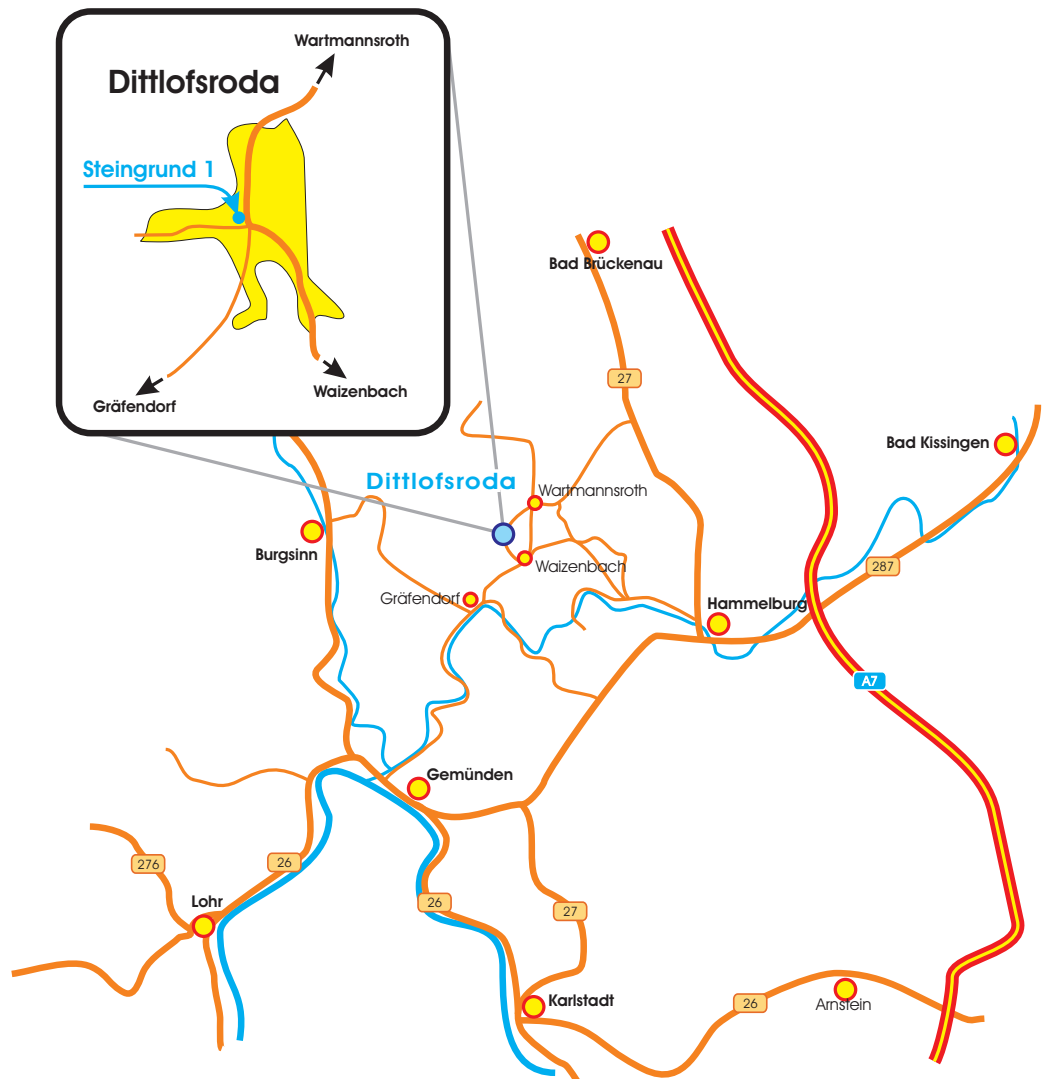 Wartmannsroth
Dittlofsroda
Steingrund 1
Gräfendorf
Waizenbach
Bad Brückenau
27
Bad Kissingen
Dittlofsroda
Wartmannsroth
Burgsinn
Waizenbach
287
Gräfendorf
Hammelburg
A7
Gemünden
276
26
Lohr
26
27
Karlstadt
26
Arnstein